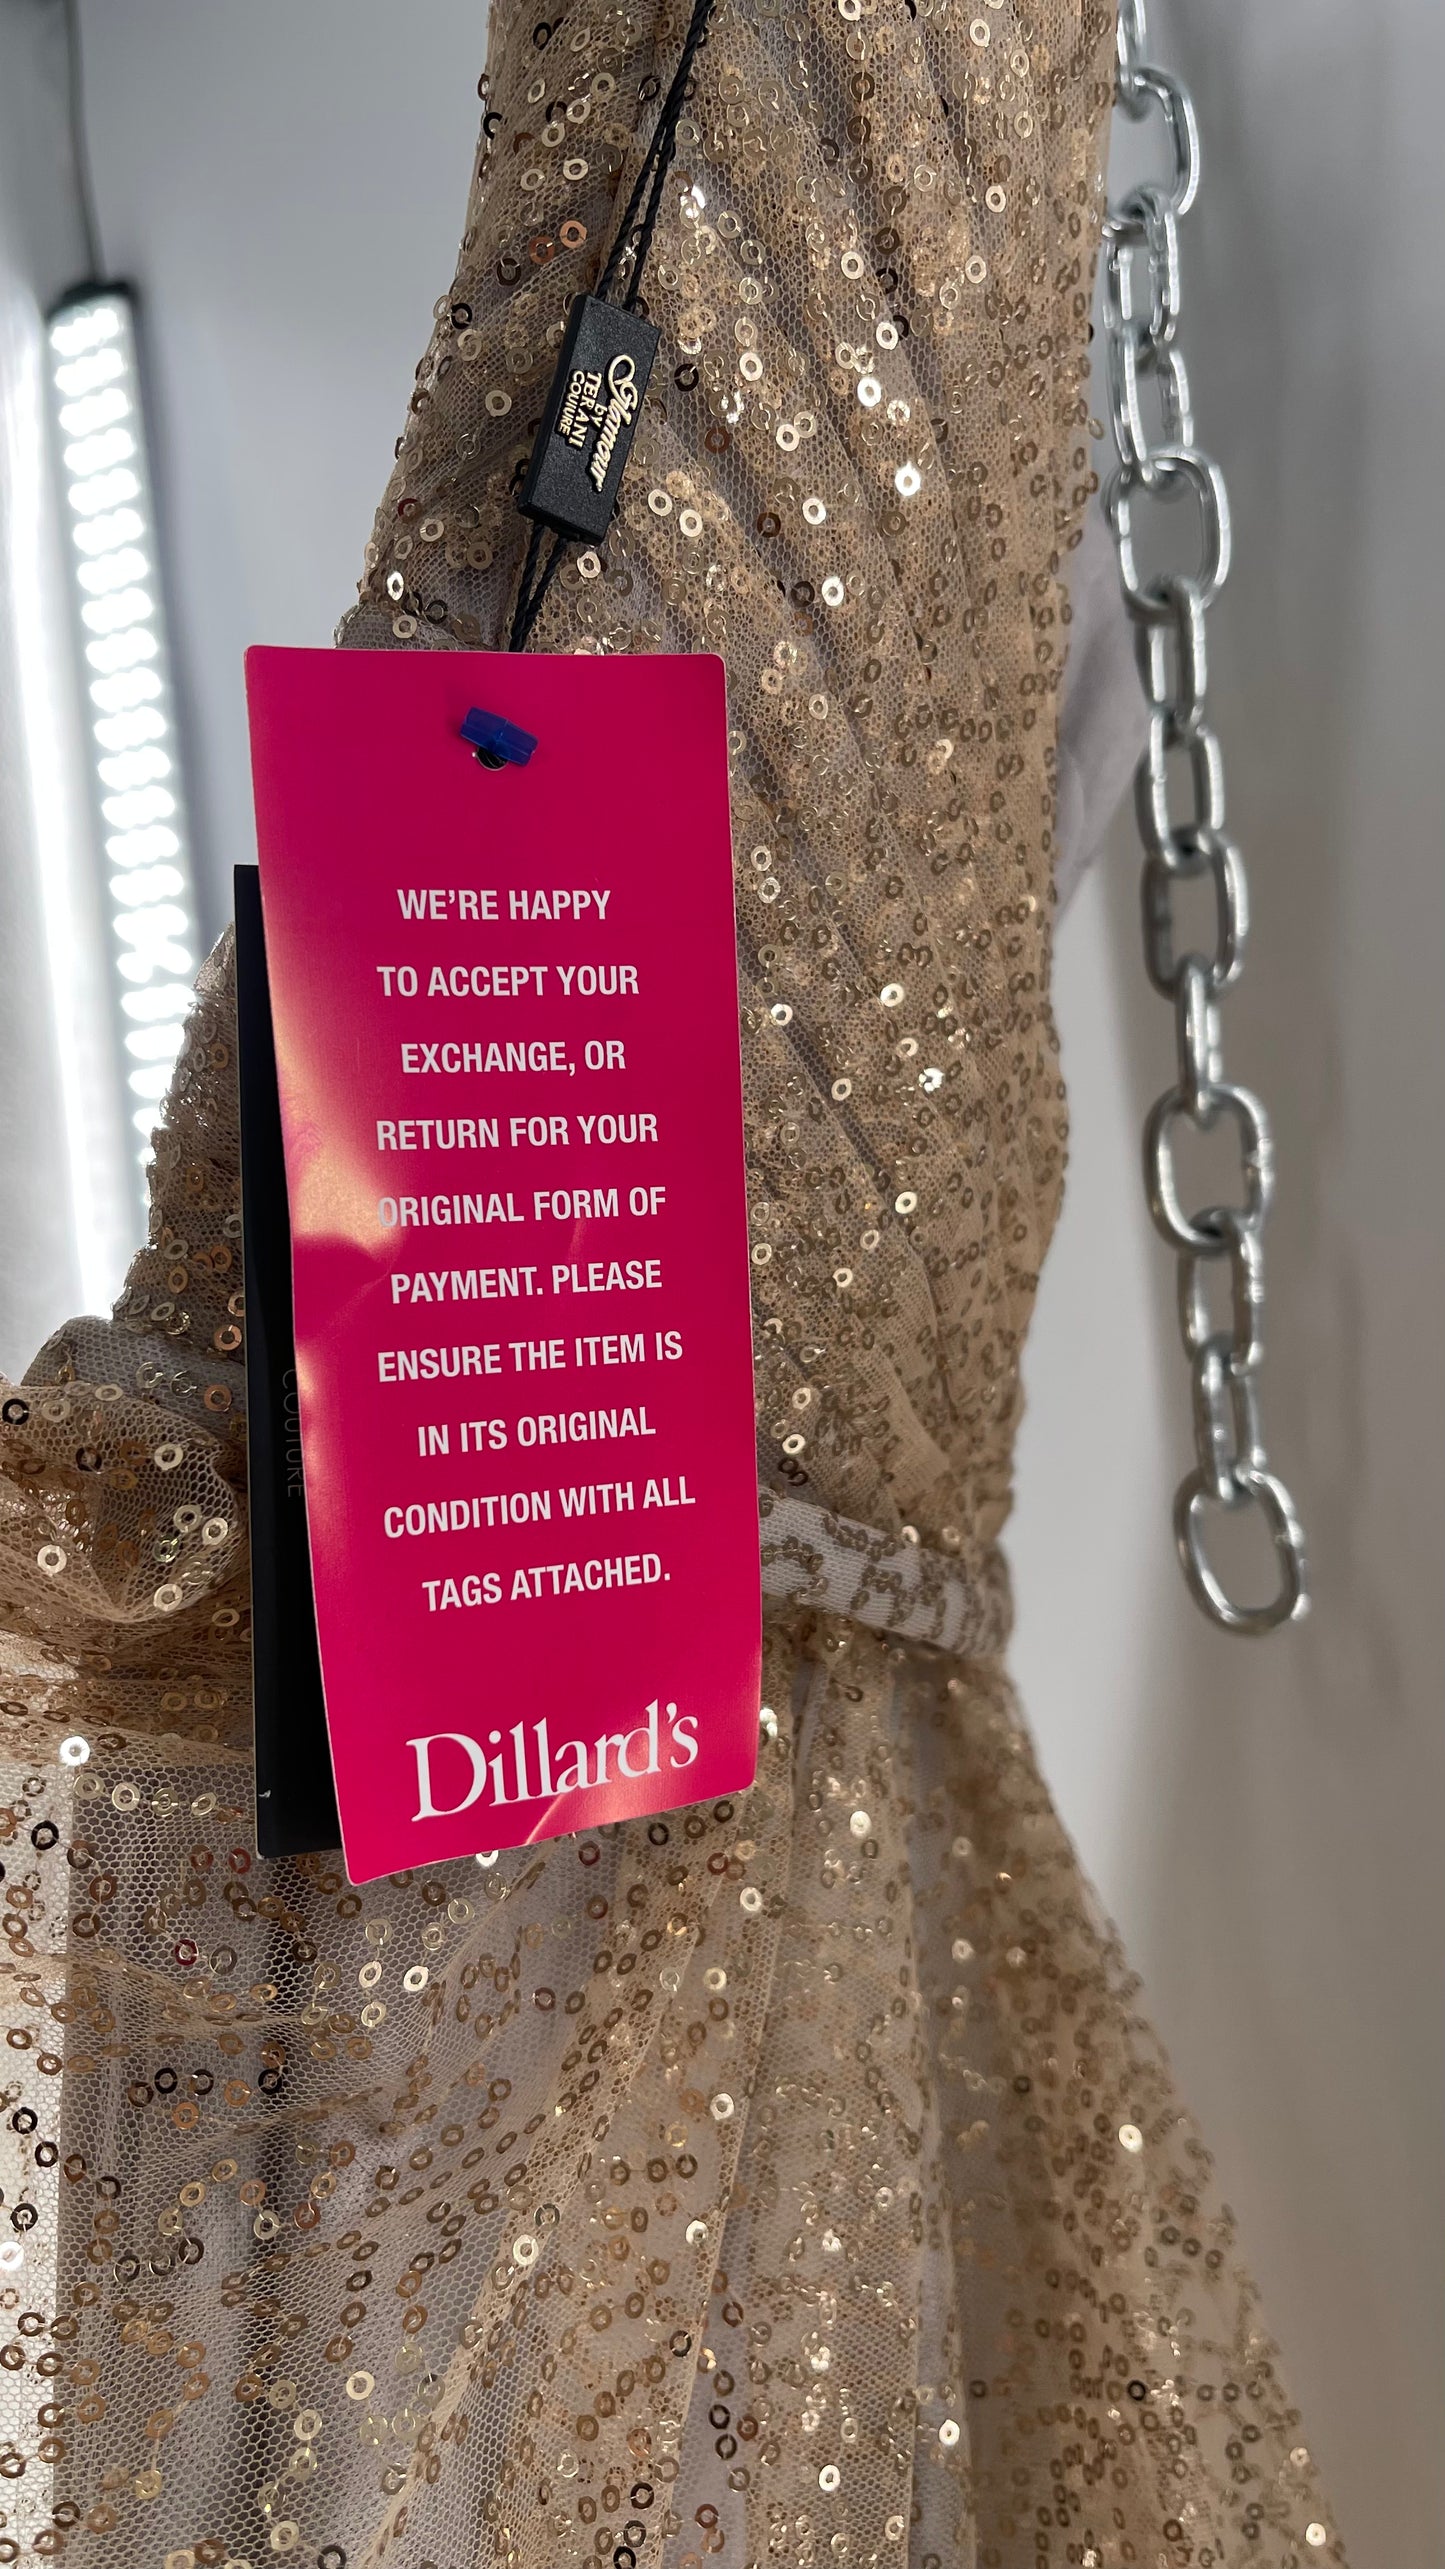 Glamour
BY
TERANI
COUTURE
WE'RE HAPPY
TO ACCEPT YOUR
EXCHANGE, OR
RETURN FOR YOUR
ORIGINAL FORM OF
PAYMENT. PLEASE
ENSURE THE ITEM IS
IN ITS ORIGINAL
CONDITION WITH ALL
TAGS ATTACHED.
Dillard's
COUTURE